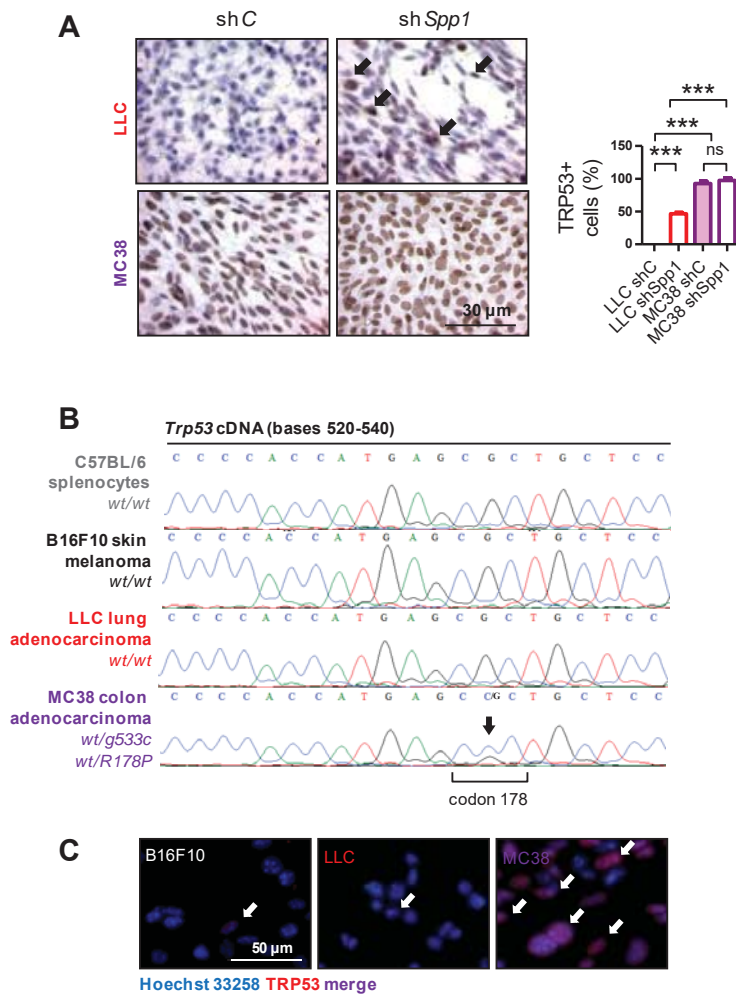 A
shC
shSpp1
LLC
MC38
30 µm
***
***
***
ns
TRP53+
cells (%)
150
100
50
0
LLC shC
LLC shSpp1
MC38 shC
MC38 shSpp1
B
Trp53 cDNA (bases 520-540)
C57BL/6
splenocytes
wt/wt
C C C C A C C A T G A G C G C T G C T C C
B16F10 skin
melanoma
wt/wt
C C C C A C C A T G A G C G C T G C T C C
LLC lung
adenocarcinoma
wt/wt
C C C C A C C A T G A G C G C T G C T C C
MC38 colon
adenocarcinoma
wt/g533c
wt/R178P
C C C C A C C A T G A G C C/G C T G C T C C
codon 178
C
B16F10
50 µm
LLC
MC38
Hoechst 33258 TRP53 merge